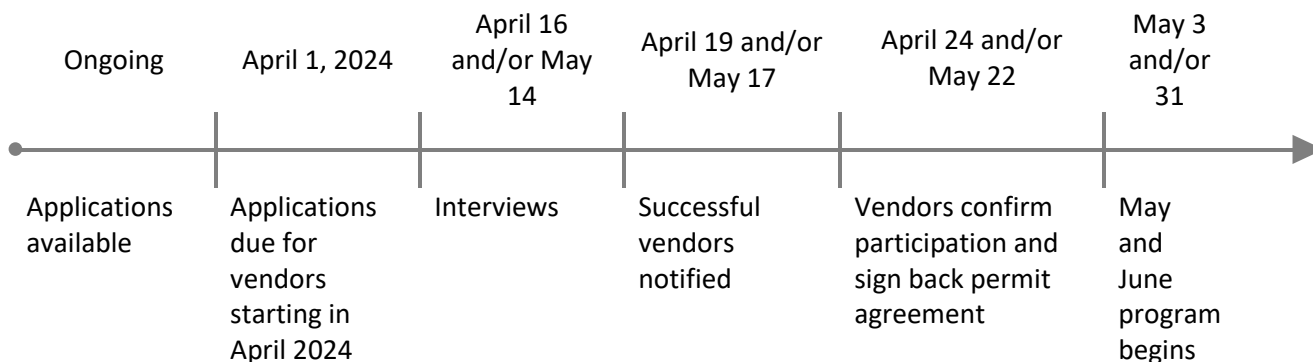 Ongoing
April 1, 2024
April 16
and/or May
14
April 19 and/or
May 17
April 24 and/or
May 22
May 3
and/or
31
Applications
available
Applications
due for
vendors
starting in
April 2024
Interviews
Successful
vendors
notified
Vendors confirm
participation and
sign back permit
agreement
May
and
June
program
begins